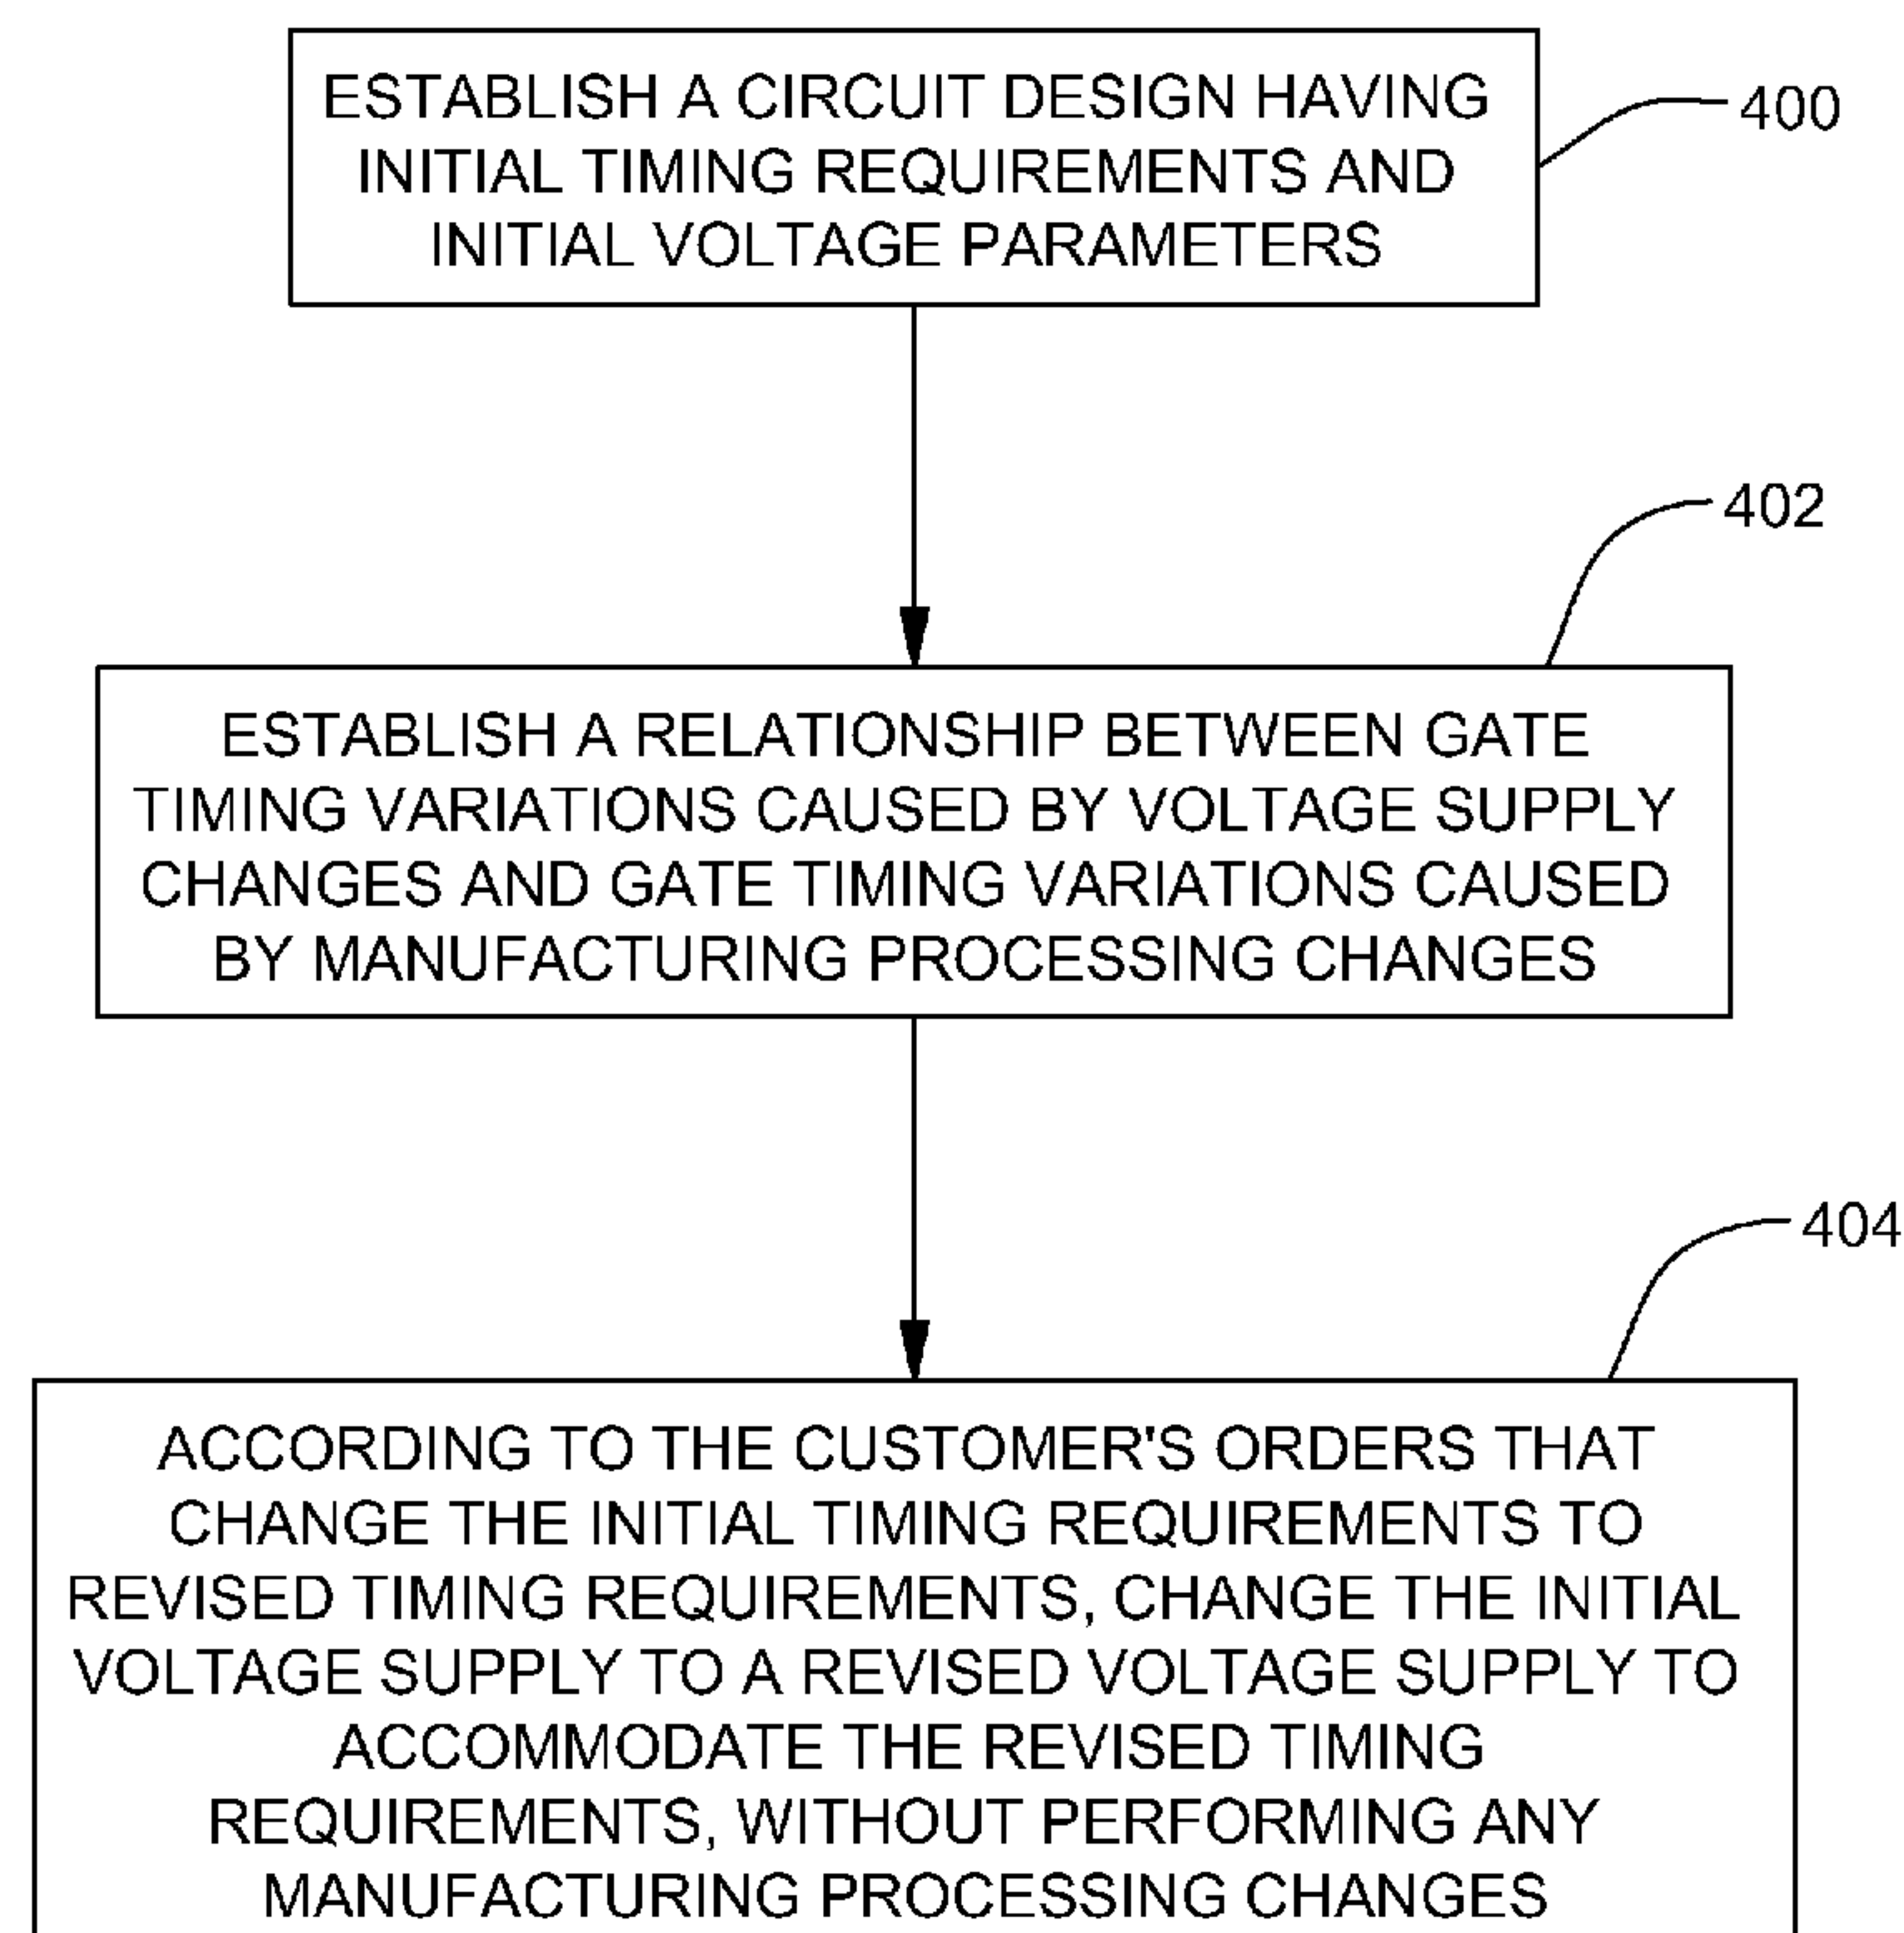 ESTABLISH A CIRCUIT DESIGN HAVING
INITIAL TIMING REQUIREMENTS AND
INITIAL VOLTAGE PARAMETERS
400
402
ESTABLISH A RELATIONSHIP BETWEEN GATE
TIMING VARIATIONS CAUSED BY VOLTAGE SUPPLY
CHANGES AND GATE TIMING VARIATIONS CAUSED
BY MANUFACTURING PROCESSING CHANGES
404
ACCORDING TO THE CUSTOMER'S ORDERS THAT
CHANGE THE INITIAL TIMING REQUIREMENTS TO
REVISED TIMING REQUIREMENTS, CHANGE THE INITIAL
VOLTAGE SUPPLY TO A REVISED VOLTAGE SUPPLY TO
ACCOMMODATE THE REVISED TIMING
REQUIREMENTS, WITHOUT PERFORMING ANY
MANUFACTURING PROCESSING CHANGES